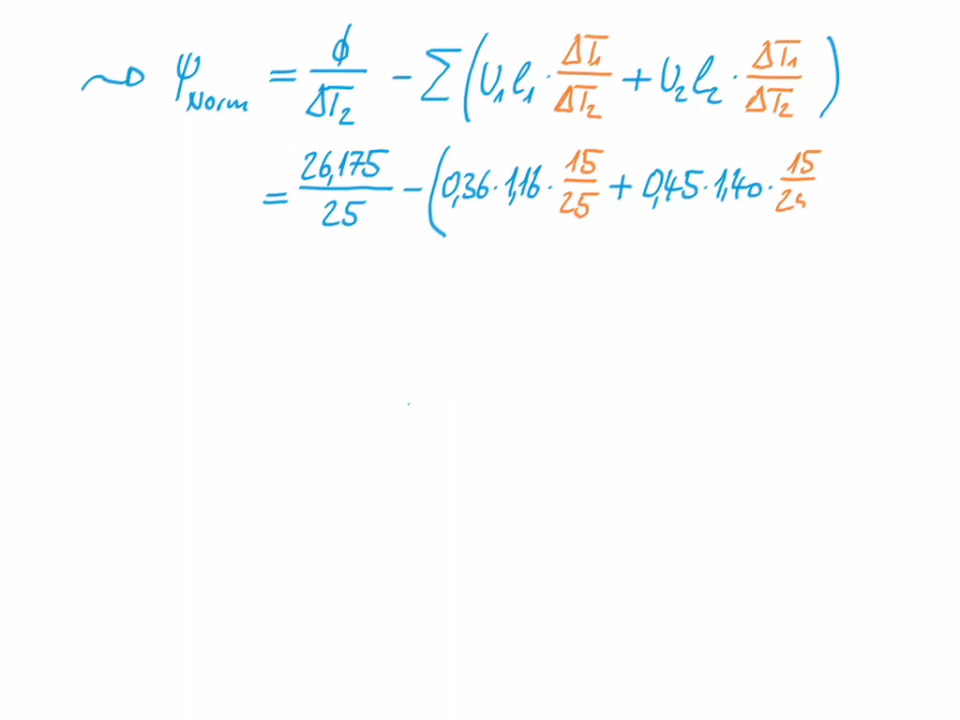 ~> ψ_Norm = ϕ/ΔT₂ − Σ(U₁l₁ · ΔT₁/ΔT₂ + U₂l₂ · ΔT₁/ΔT₂)
= 26,175/25 − (0,36 · 1,16 · 15/25 + 0,45 · 1,40 · 15/25